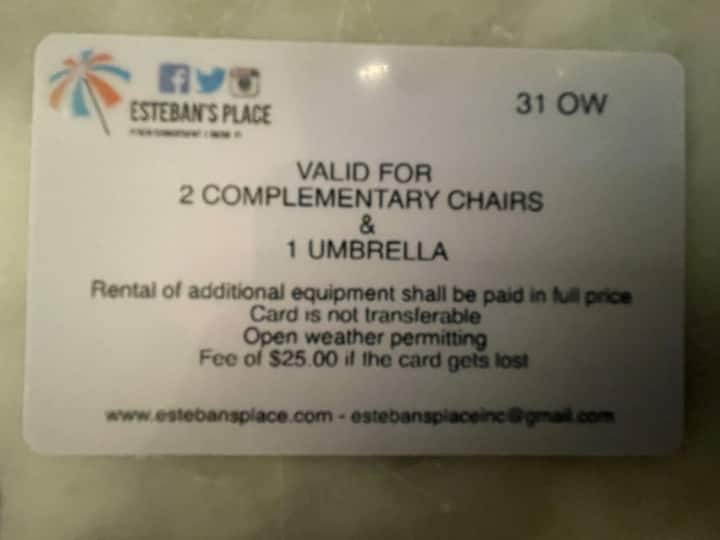 ESTEBAN'S PLACE
31 OW
VALID FOR
2 COMPLEMENTARY CHAIRS
&
1 UMBRELLA
Rental of additional equipment shall be paid in full price
Card is not transferable
Open weather permitting
Fee of $25.00 if the card gets lost
www.estebansplace.com - estebansplaceinc@gmail.com